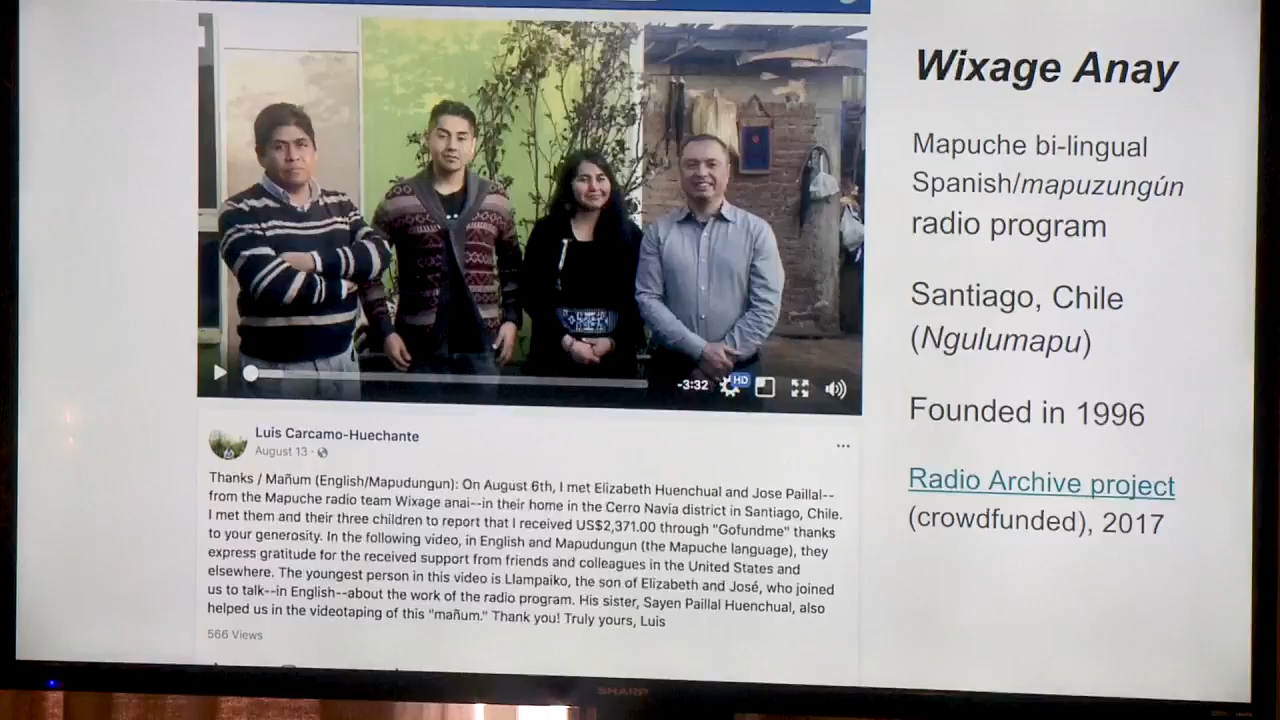 -3:32
HD
Luis Carcamo-Huechante
August 13
Thanks / Mañum (English/Mapudungun): On August 6th, I met Elizabeth Huenchual and Jose Paillal--
from the Mapuche radio team Wixage anai--in their home in the Cerro Navia district in Santiago, Chile.
I met them and their three children to report that I received US$2,371.00 through "Gofundme" thanks
to your generosity. In the following video, in English and Mapudungun (the Mapuche language), they
express gratitude for the received support from friends and colleagues in the United States and
elsewhere. The youngest person in this video is Llampaiko, the son of Elizabeth and José, who joined
us to talk--in English--about the work of the radio program. His sister, Sayen Paillal Huenchual, also
helped us in the videotaping of this "mañum." Thank you! Truly yours, Luis
566 Views
Wixage Anay
Mapuche bi-lingual
Spanish/mapuzungún
radio program
Santiago, Chile
(Ngulumapu)
Founded in 1996
Radio Archive project
(crowdfunded), 2017
SHARP